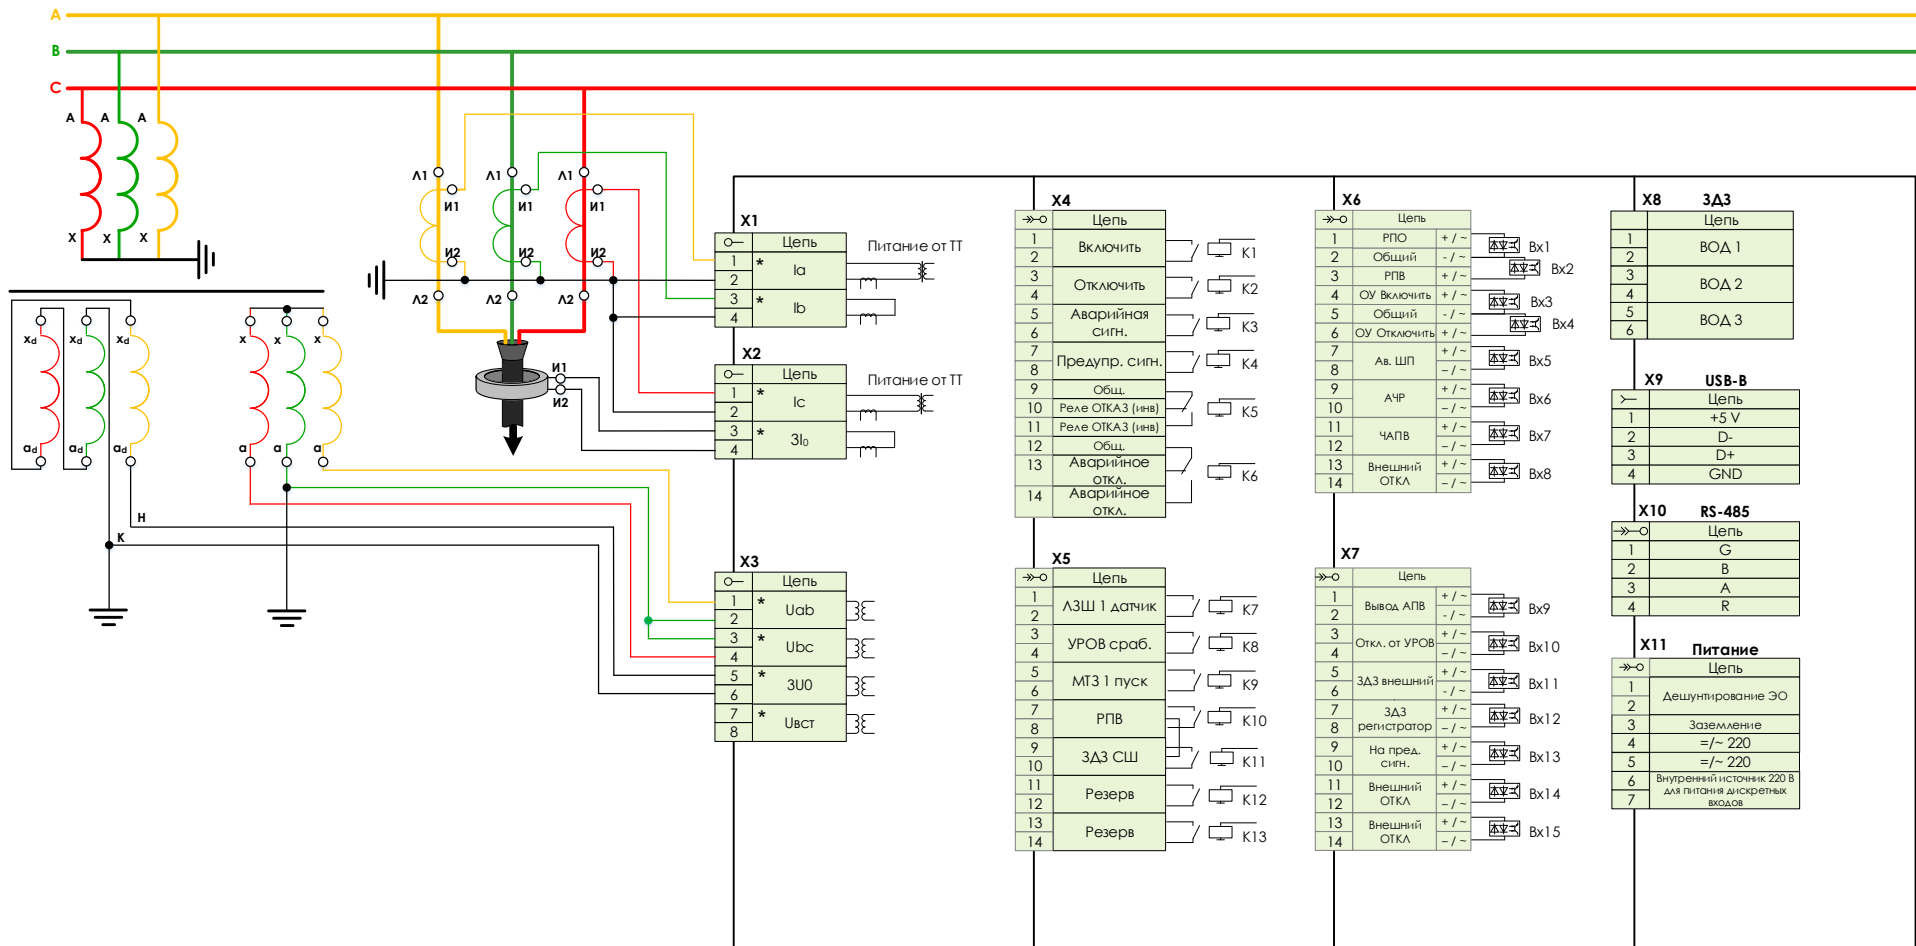 A
B
C
A A A
X X X
Л1 Л1 Л1
И1 И1 И1
И2 И2 И2
Л2 Л2 Л2
И1
И2
xd xd xd
ad ad ad
x x x
a a a
Н
К
X1
Цепь
1 * Ia
2
3 * Ib
4
Питание от ТТ
X2
Цепь
1 * Ic
2
3 * 3I0
4
Питание от ТТ
X3
Цепь
1 * Uab
2
3 * Ubc
4
5 * 3U0
6
7 * Uвст
8
X4
Цепь
1 Включить K1
2
3 Отключить K2
4
5 Аварийная K3
6 сигн.
7 Предупр. сигн. K4
8
9 Общ.
10 Реле ОТКАЗ (инв) K5
11 Реле ОТКАЗ (инв)
12 Общ.
13 Аварийное K6
откл.
14 Аварийное
откл.
X5
Цепь
1 ЛЗШ 1 датчик K7
2
3 УРОВ сраб. K8
4
5 МТЗ 1 пуск K9
6
7 РПВ K10
8
9 ЗДЗ СШ K11
10
11 Резерв K12
12
13 Резерв K13
14
X6
Цепь
1 РПО + / ~ Вх1
2 Общий - / ~
3 РПВ + / ~ Вх2
4 ОУ Включить + / ~ Вх3
5 Общий - / ~
6 ОУ Отключить + / ~ Вх4
7 Ав. ШП + / ~ Вх5
8 – / ~
9 АЧР + / ~ Вх6
10 – / ~
11 ЧАПВ + / ~ Вх7
12 – / ~
13 Внешний + / ~ Вх8
14 ОТКЛ – / ~
X7
Цепь
1 Вывод АПВ + / ~ Вх9
2 - / ~
3 Откл. от УРОВ + / ~ Вх10
4 – / ~
5 ЗДЗ внешний + / ~ Вх11
6 - / ~
7 ЗДЗ + / ~ Вх12
8 регистратор – / ~
9 На пред. + / ~ Вх13
10 сигн. – / ~
11 Внешний + / ~ Вх14
12 ОТКЛ – / ~
13 Внешний + / ~ Вх15
14 ОТКЛ – / ~
X8 ЗДЗ
Цепь
1 ВОД 1
2
3 ВОД 2
4
5 ВОД 3
6
X9 USB-B
Цепь
1 +5 V
2 D-
3 D+
4 GND
X10 RS-485
Цепь
1 G
2 B
3 A
4 R
X11 Питание
Цепь
1 Дешунтирование ЭО
2
3 Заземление
4 =/~ 220
5 =/~ 220
6 Внутренний источник 220 В
для питания дискретных
7 входов